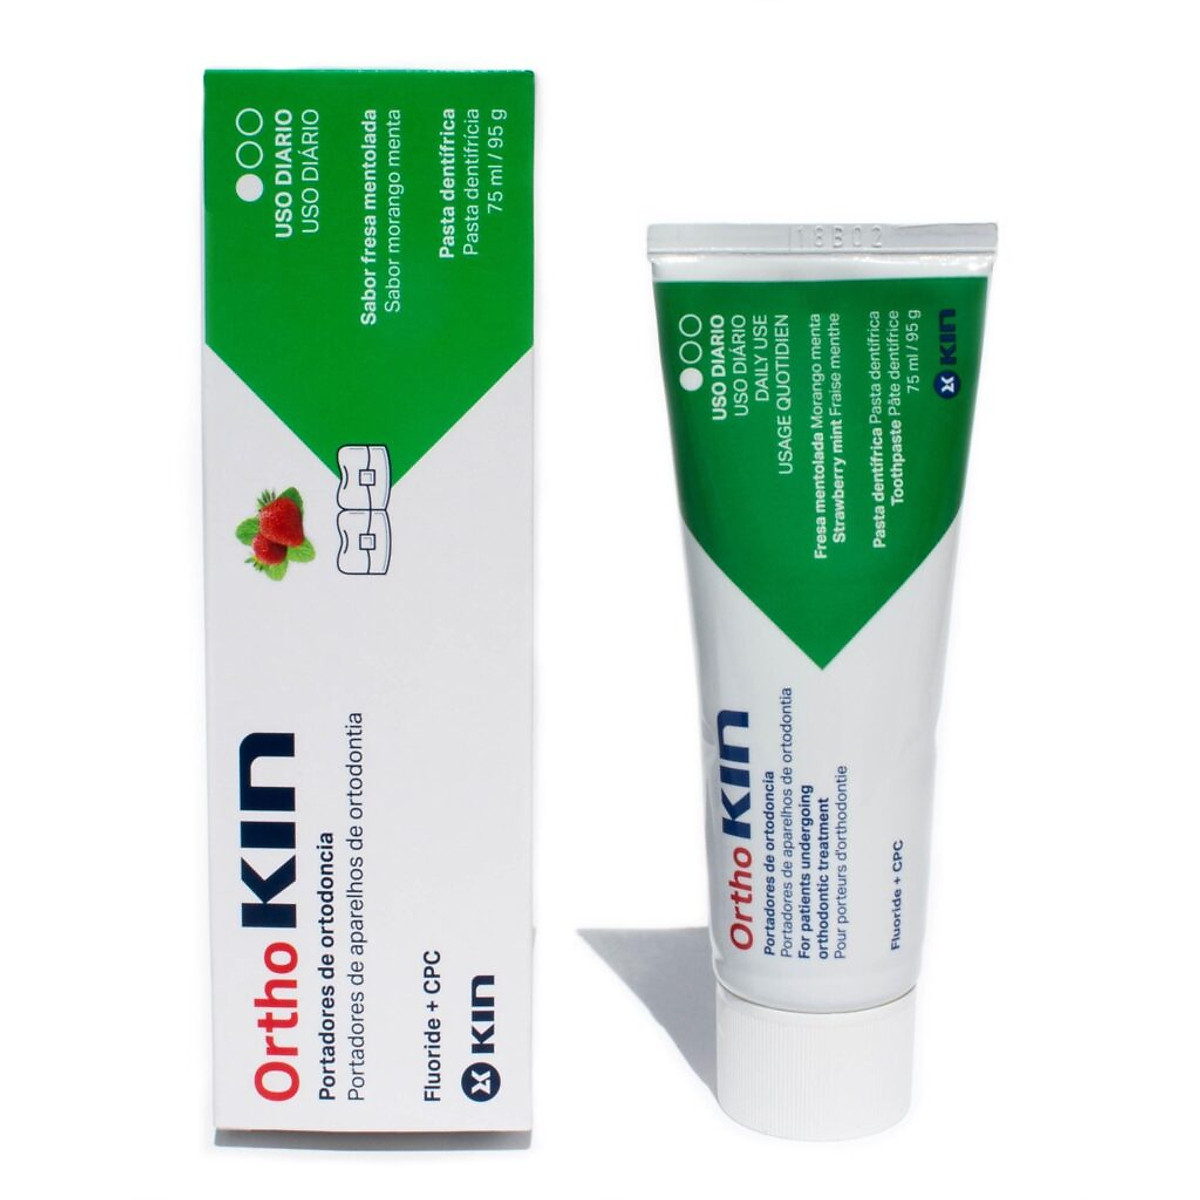 USO DIARIO
USO DIÁRIO
Sabor fresa mentolada
Sabor morango menta
Pasta dentífrica
Pasta dentifrícia
75 ml / 95 g
Ortho KIN
Portadores de ortodoncia
Portadores de aparelhos de ortodontia
Fluoride + CPC
KIN
18B02
USO DIARIO
USO DIÁRIO
DAILY USE
USAGE QUOTIDIEN
Fresa mentolada Morango menta
Strawberry mint Fraise menthe
Pasta dentífrica Pasta dentífrica
Toothpaste Pâte dentifrice
75 ml / 95 g
KIN
Ortho KIN
Portadores de ortodoncia
Portadores de aparelhos de ortodontia
For patients undergoing
orthodontic treatment
Pour porteurs d'orthodontie
Fluoride + CPC